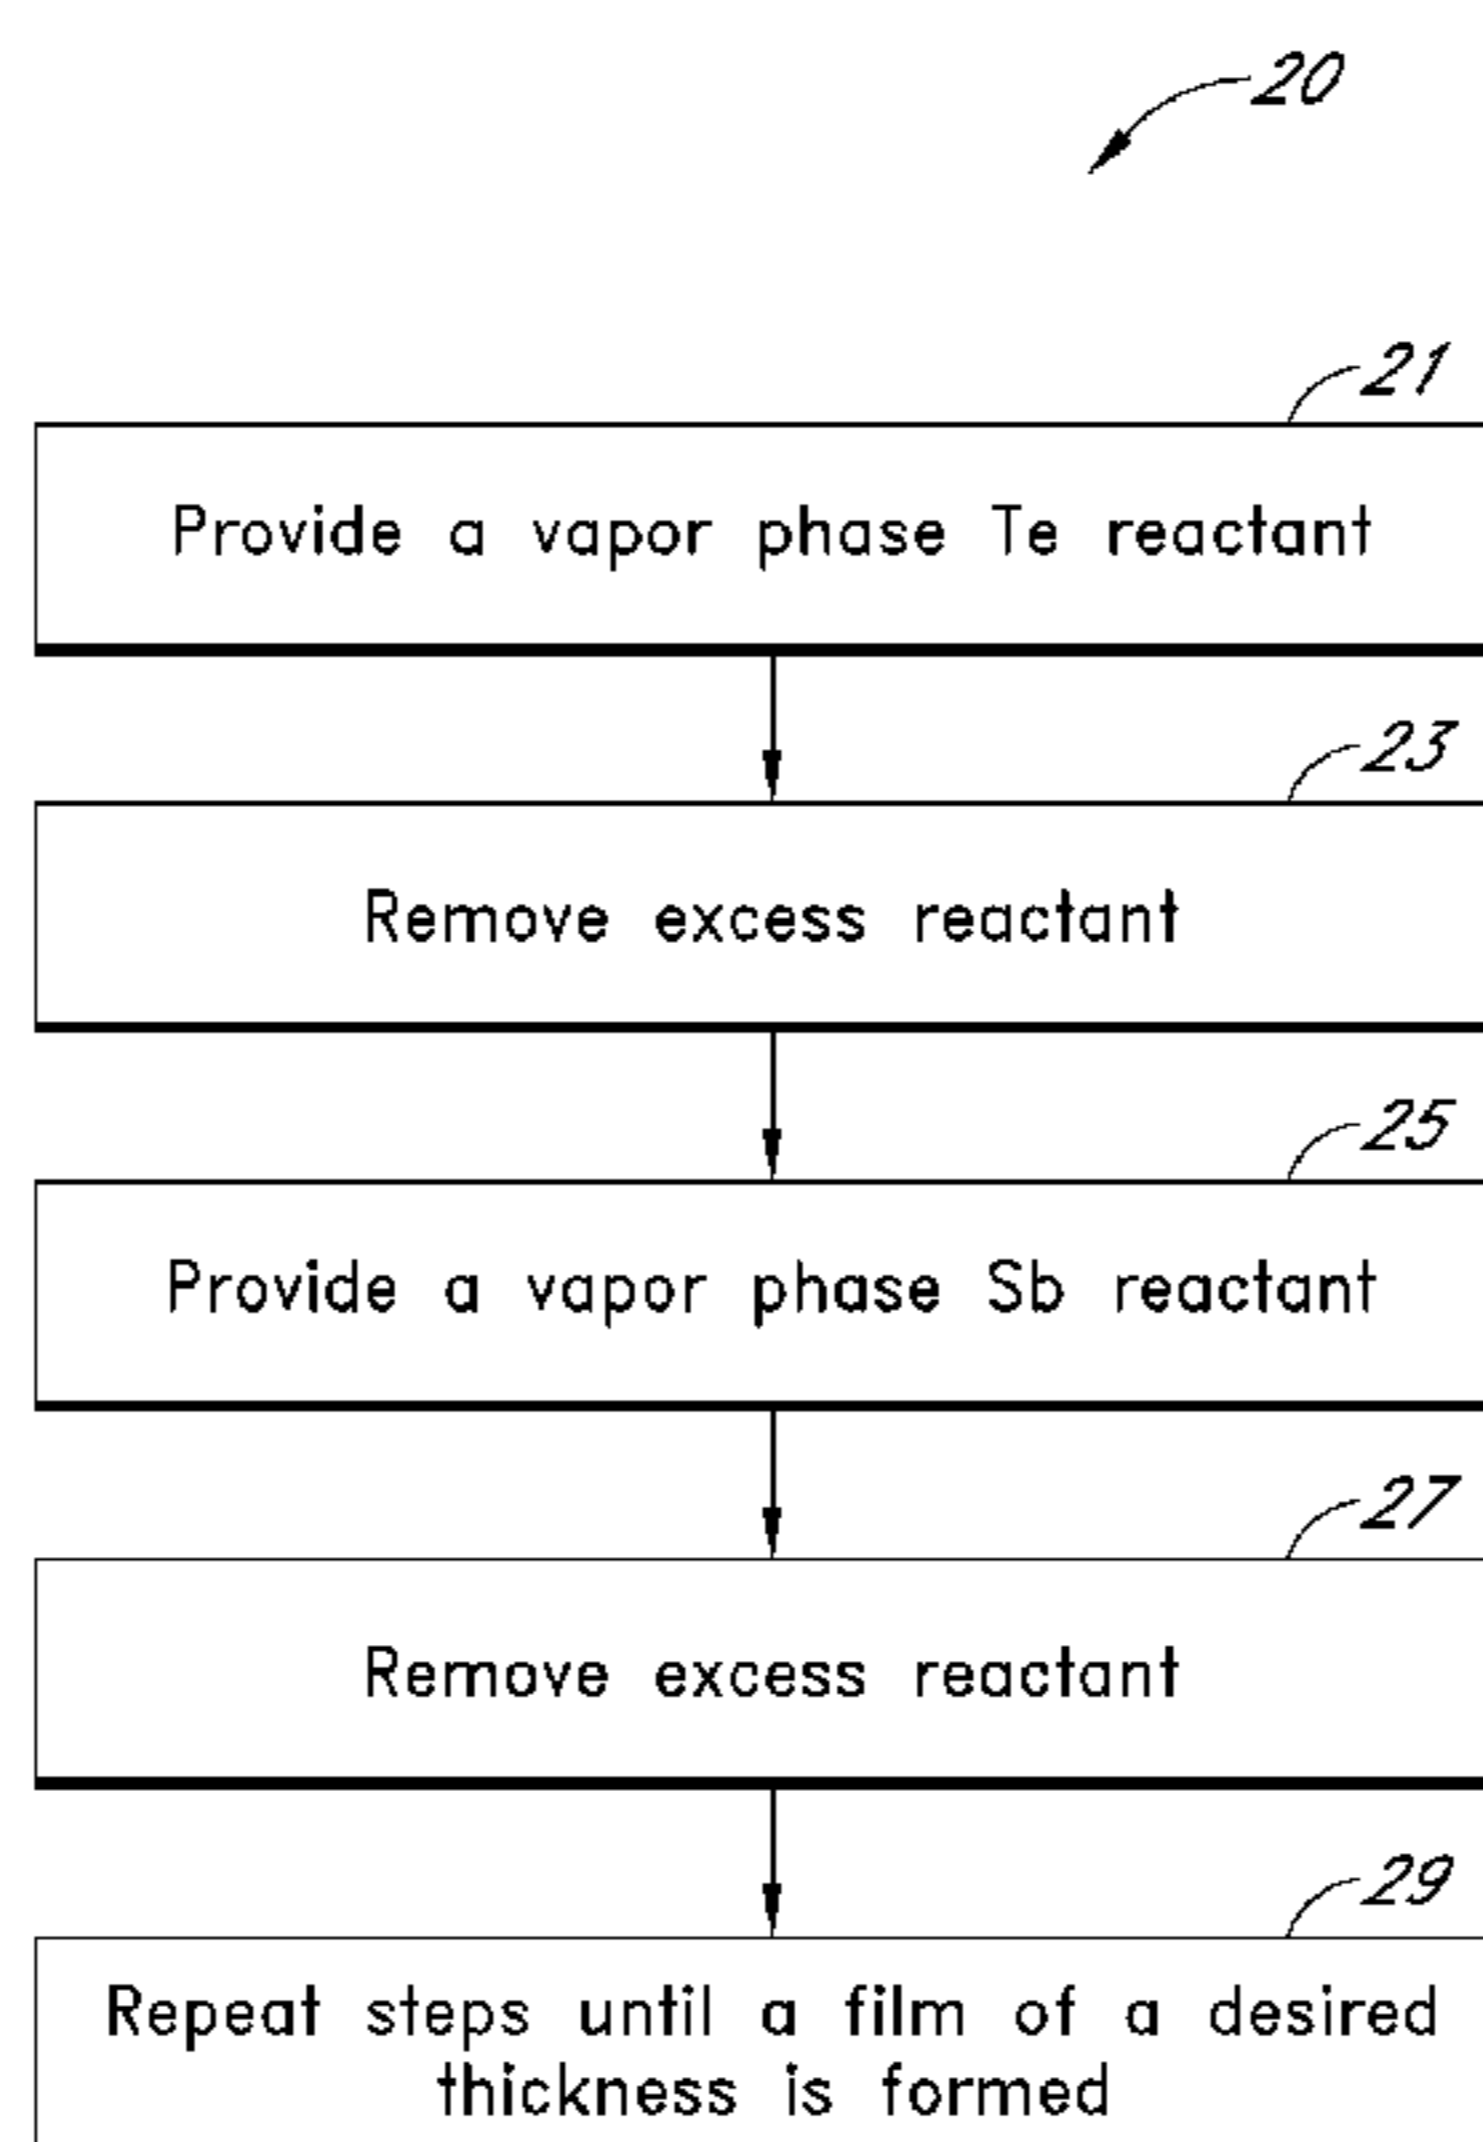 20
21
Provide a vapor phase Te reactant
23
Remove excess reactant
25
Provide a vapor phase Sb reactant
27
Remove excess reactant
29
Repeat steps until a film of a desired
thickness is formed